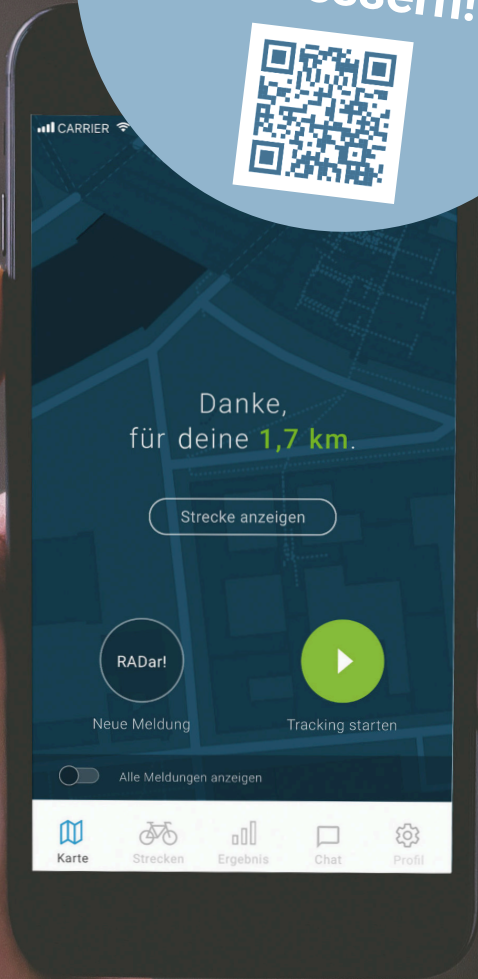 CARRIER
Danke,
für deine 1,7 km.
Strecke anzeigen
RADar!
Neue Meldung
Tracking starten
Alle Meldungen anzeigen
Karte
Strecken
Ergebnis
Chat
Profil